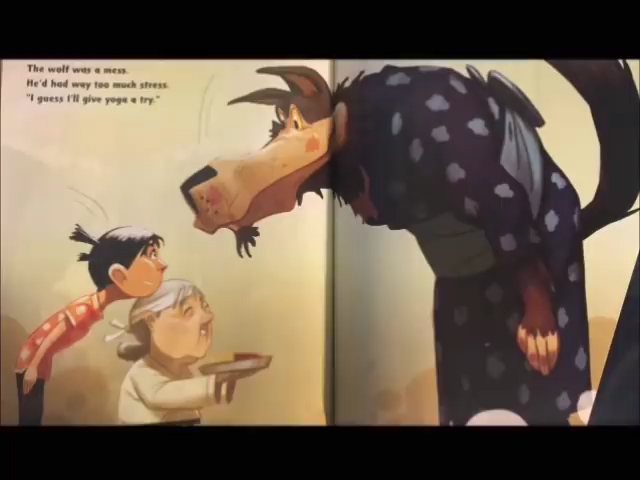 The wolf was a mess.
He'd had way too much stress.
"I guess I'll give yoga a try."